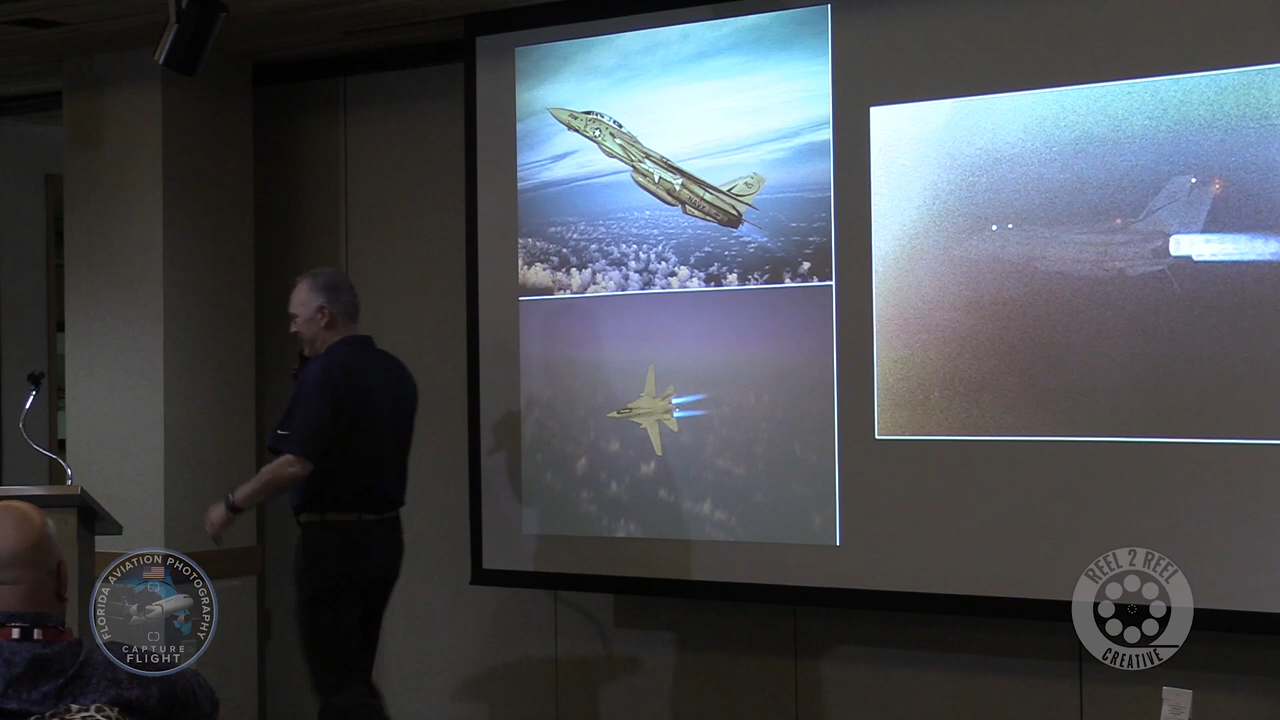 NAVY
FLORIDA AVIATION PHOTOGRAPHY
CAPTURE
FLIGHT
REEL 2 REEL
CREATIVE